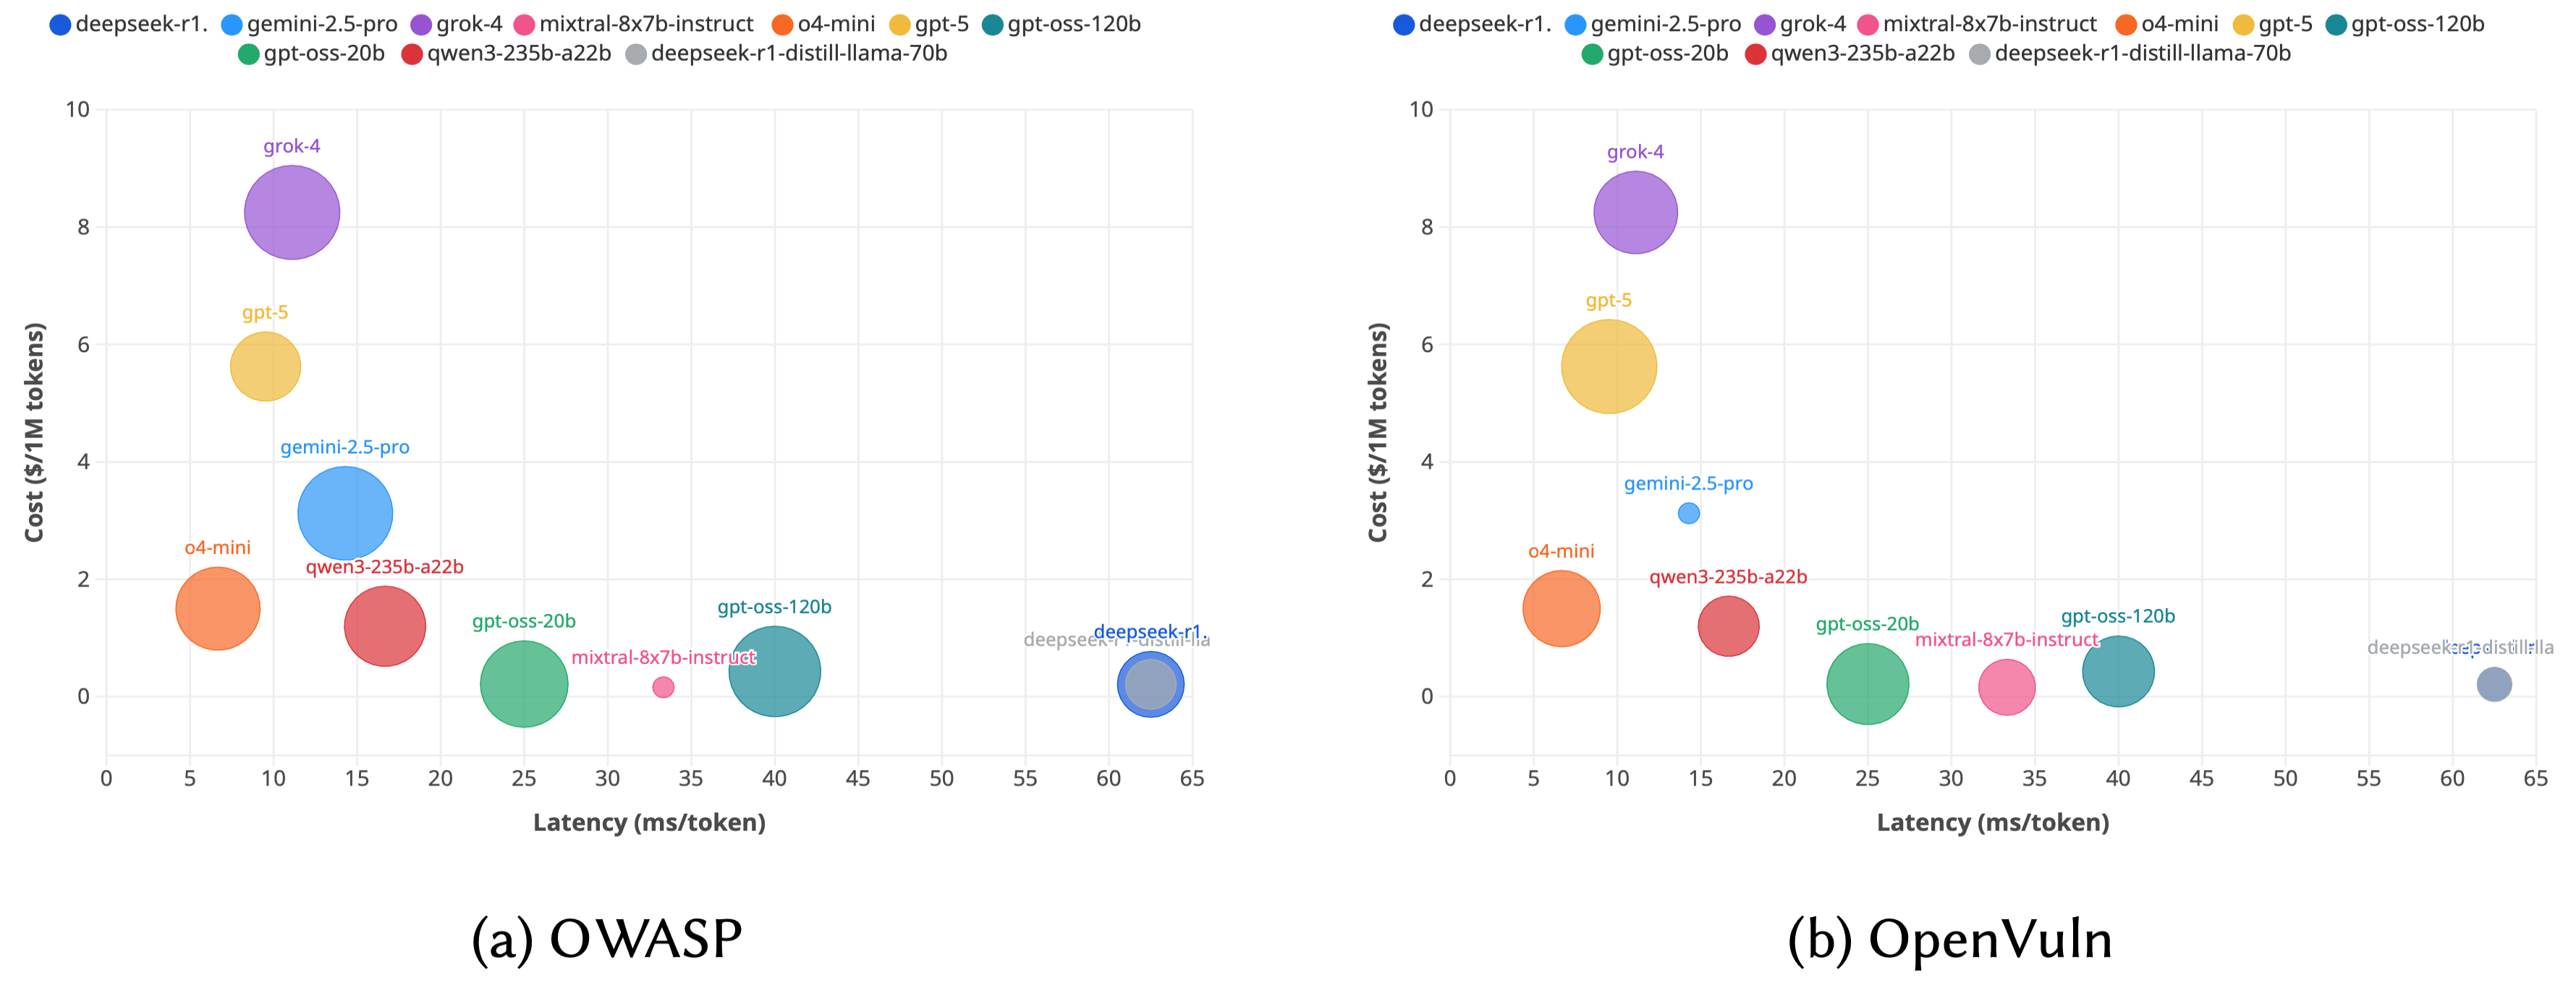 deepseek-r1. gemini-2.5-pro grok-4 mixtral-8x7b-instruct o4-mini gpt-5 gpt-oss-120b
gpt-oss-20b qwen3-235b-a22b deepseek-r1-distill-llama-70b
Cost ($/1M tokens)
10
8
6
4
2
0
grok-4
gpt-5
gemini-2.5-pro
o4-mini
qwen3-235b-a22b
gpt-oss-20b
gpt-oss-120b
mixtral-8x7b-instruct
deepseek-r1.
0 5 10 15 20 25 30 35 40 45 50 55 60 65
Latency (ms/token)
(a) OWASP
deepseek-r1. gemini-2.5-pro grok-4 mixtral-8x7b-instruct o4-mini gpt-5 gpt-oss-120b
gpt-oss-20b qwen3-235b-a22b deepseek-r1-distill-llama-70b
Cost ($/1M tokens)
10
8
6
4
2
0
grok-4
gpt-5
gemini-2.5-pro
o4-mini
qwen3-235b-a22b
gpt-oss-20b
gpt-oss-120b
mixtral-8x7b-instruct
0 5 10 15 20 25 30 35 40 45 50 55 60 65
Latency (ms/token)
(b) OpenVuln